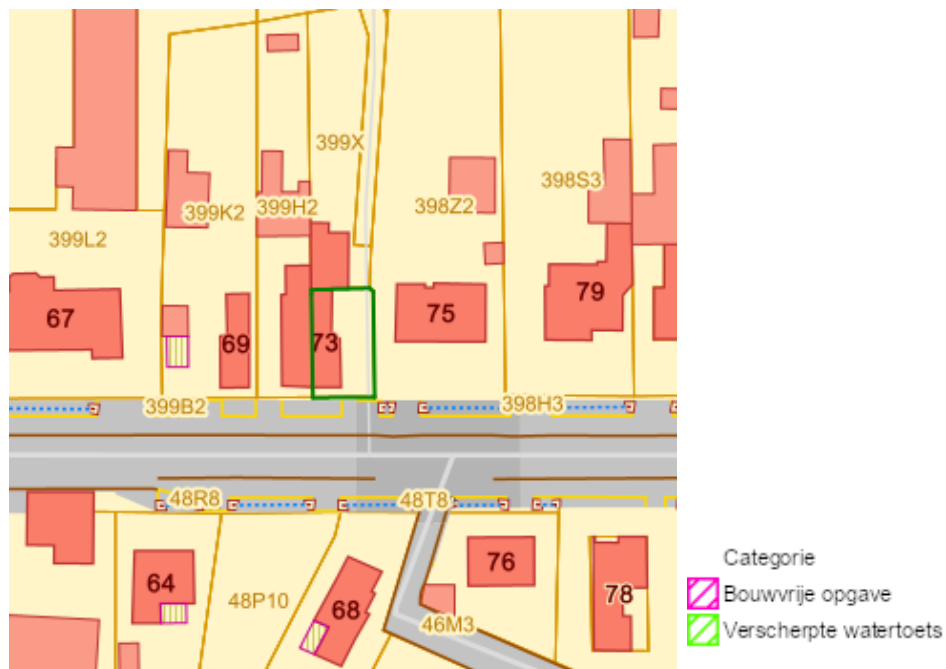 399X
398S3
399K2
399H2
398Z2
399L2
67
69
73
75
79
399B2
398H3
48R8
48T8
64
48P10
68
76
78
46M3
Categorie
Bouwvrije opgave
Verscherpte watertoets